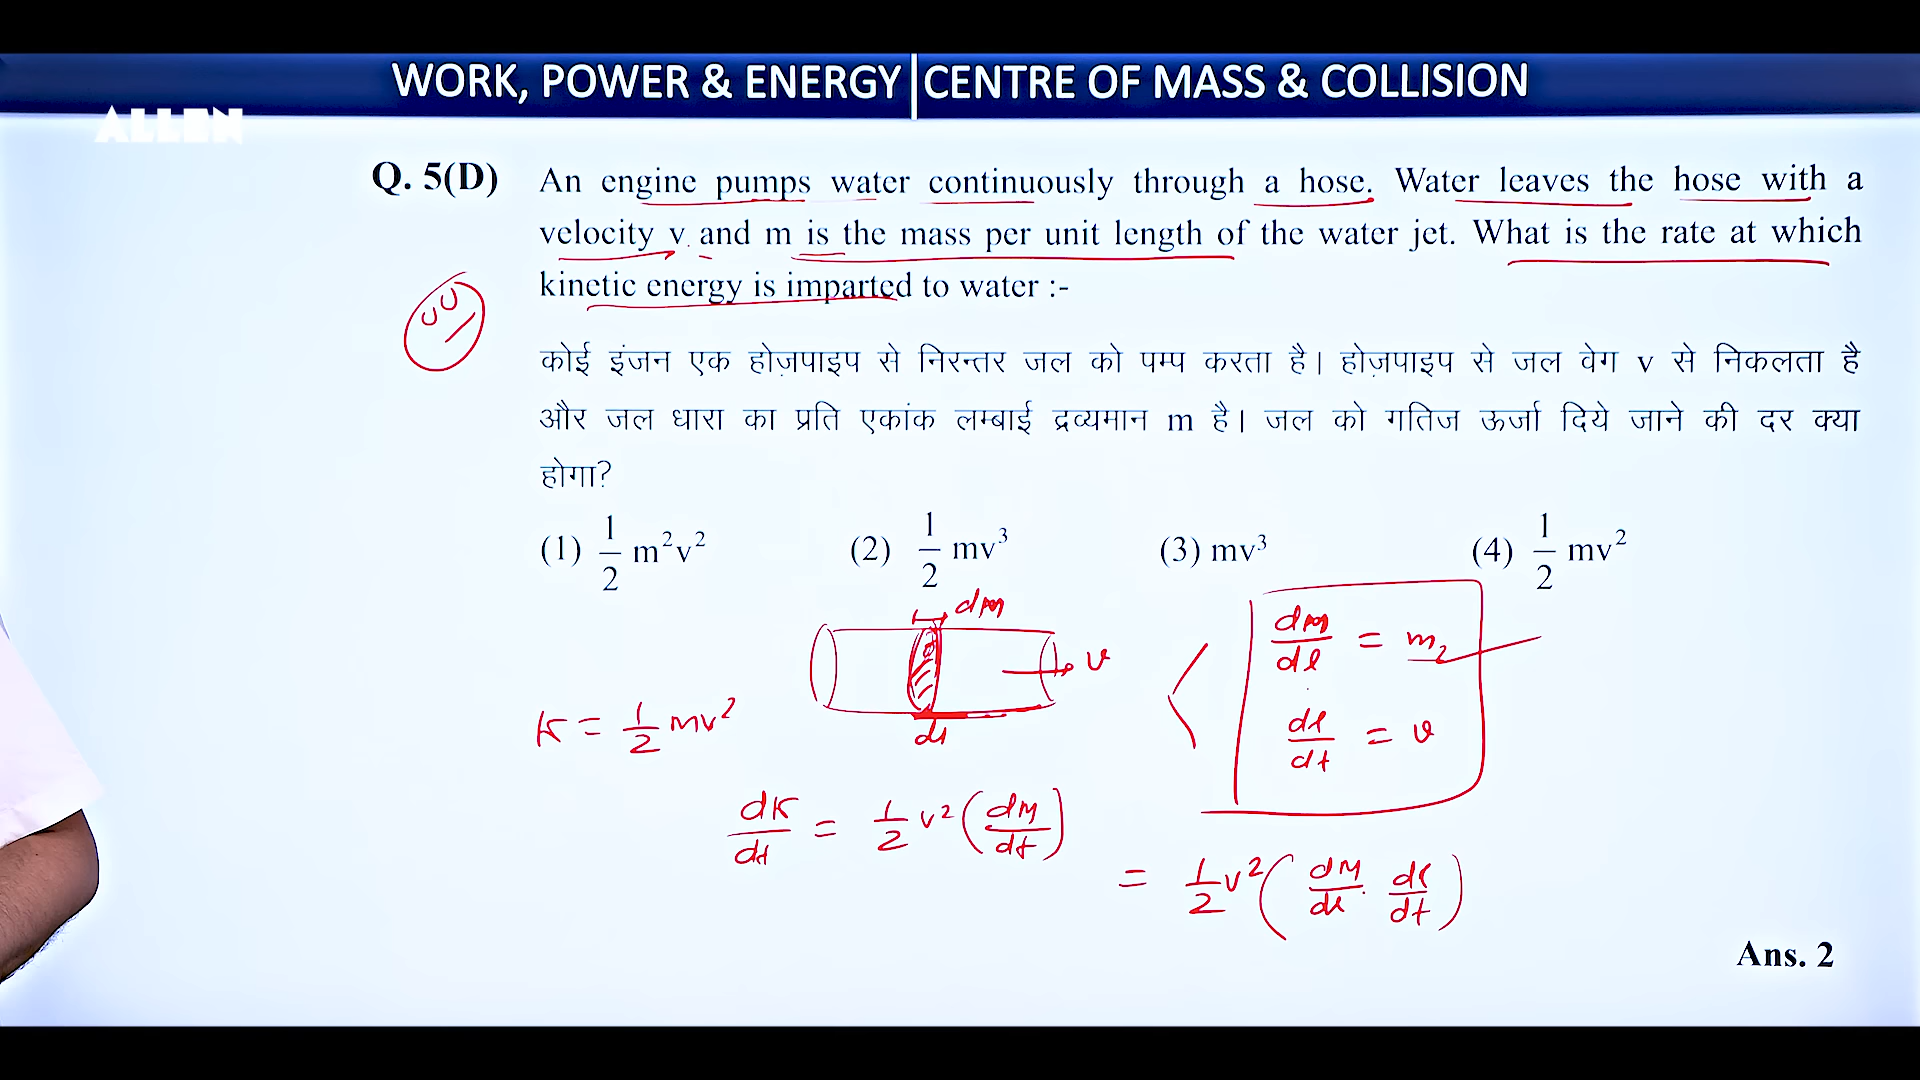 WORK, POWER & ENERGY | CENTRE OF MASS & COLLISION
ALLEN
Q. 5(D) An engine pumps water continuously through a hose. Water leaves the hose with a
velocity v and m is the mass per unit length of the water jet. What is the rate at which
kinetic energy is imparted to water :-
कोई इंजन एक होज़पाइप से निरन्तर जल को पम्प करता है। होज़पाइप से जल वेग v से निकलता है
और जल धारा का प्रति एकांक लम्बाई द्रव्यमान m है। जल को गतिज ऊर्जा दिये जाने की दर क्या
होगा?
(1) 1/2 m²v² (2) 1/2 mv³ (3) mv³ (4) 1/2 mv²
dm
v
dl
dm/dl = m
dl/dt = v
K = 1/2 mv²
dK/dt = 1/2 v² (dM/dt)
= 1/2 v² (dM/dl · dl/dt)
Ans. 2